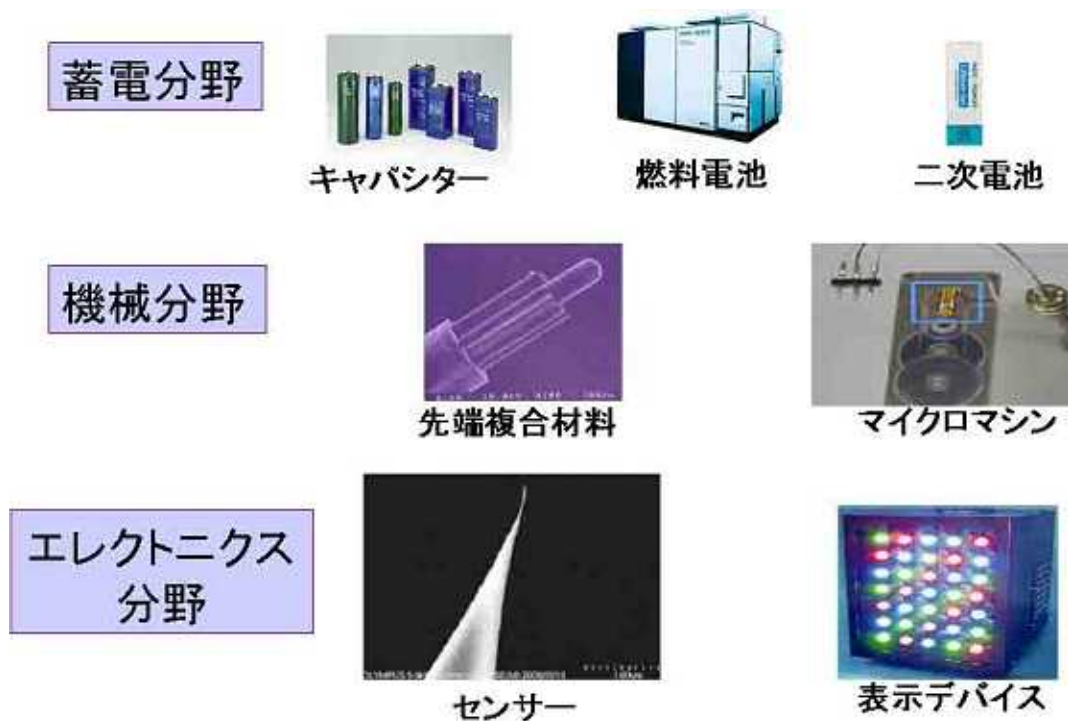 蓄電分野
キャパシター
燃料電池
二次電池
機械分野
先端複合材料
マイクロマシン
エレクトニクス
分野
センサー
表示デバイス